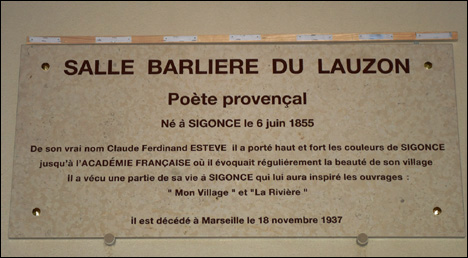 SALLE BARLIERE DU LAUZON
Poète provençal
Né à SIGONCE le 6 juin 1855
De son vrai nom Claude Ferdinand ESTEVE il a porté haut et fort les couleurs de SIGONCE
jusqu'à l'ACADÉMIE FRANÇAISE où il évoquait réguliérement la beauté de son village
il a vécu une partie de sa vie à SIGONCE qui lui aura inspiré les ouvrages :
" Mon Village " et "La Rivière "
il est décédé à Marseille le 18 novembre 1937